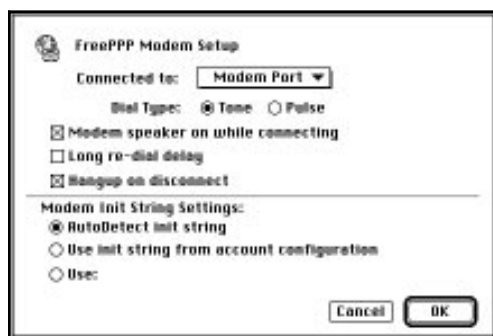 FreePPP Modem Setup
Connected to: Modem Port
Dial Type: Tone Pulse
Modem speaker on while connecting
Long re-dial delay
Hangup on disconnect
Modem Init String Settings:
AutoDetect init string
Use init string from account configuration
Use:
Cancel OK